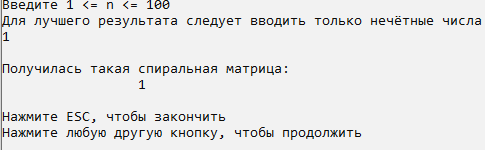 Введите 1 <= n <= 100
Для лучшего результата следует вводить только нечётные числа
1
Получилась такая спиральная матрица:
1
Нажмите ESC, чтобы закончить
Нажмите любую другую кнопку, чтобы продолжить